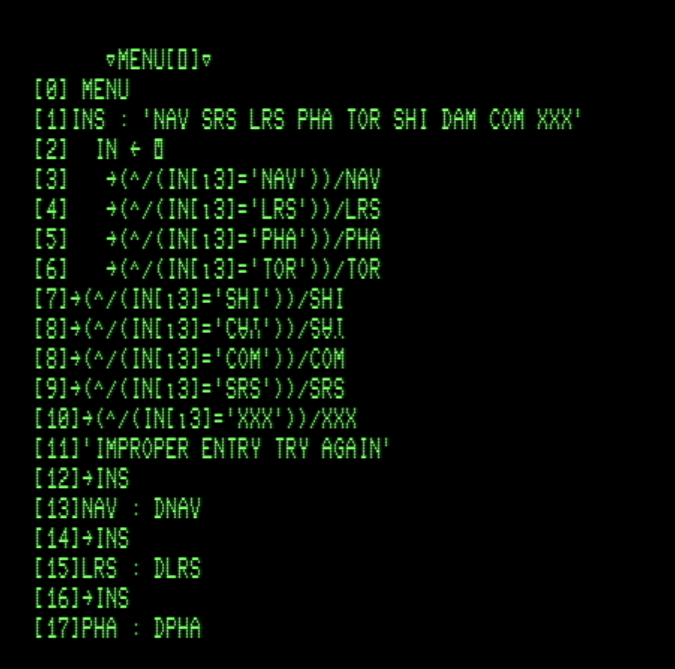 ∇MENU[⎕]∇
[0] MENU
[1]INS : 'NAV SRS LRS PHA TOR SHI DAM COM XXX'
[2] IN ← ⍞
[3] →(^/(IN[⍳3]='NAV'))/NAV
[4] →(^/(IN[⍳3]='LRS'))/LRS
[5] →(^/(IN[⍳3]='PHA'))/PHA
[6] →(^/(IN[⍳3]='TOR'))/TOR
[7]→(^/(IN[⍳3]='SHI'))/SHI
[8]→(^/(IN[⍳3]='
[8]→(^/(IN[⍳3]='COM'))/COM
[9]→(^/(IN[⍳3]='SRS'))/SRS
[10]→(^/(IN[⍳3]='XXX'))/XXX
[11]'IMPROPER ENTRY TRY AGAIN'
[12]→INS
[13]NAV : DNAV
[14]→INS
[15]LRS : DLRS
[16]→INS
[17]PHA : DPHA